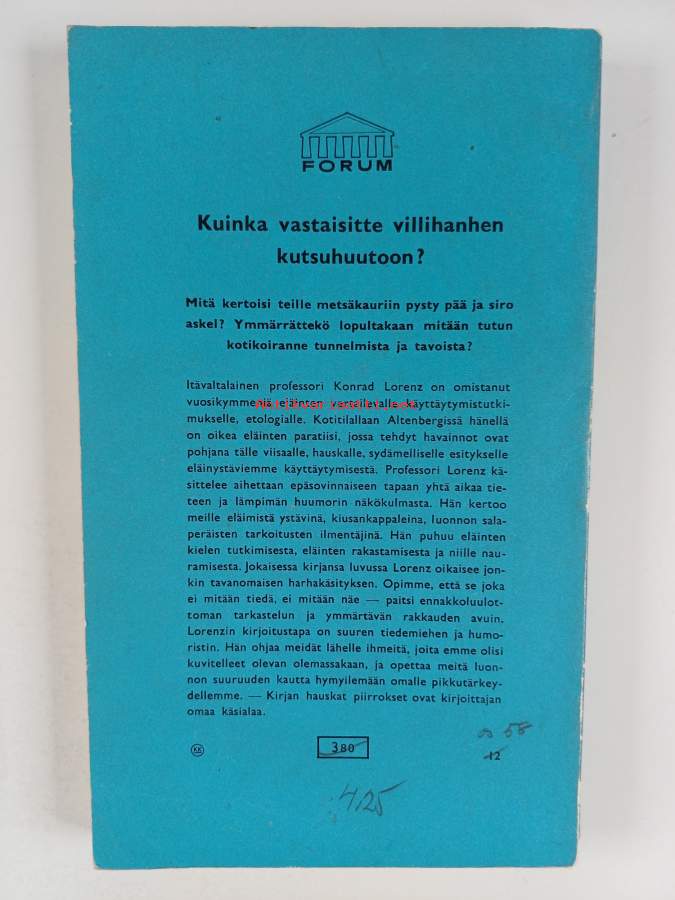 FORUM
Kuinka vastaisitte villihanhen
kutsuhuutoon?
Mitä kertoisi teille metsäkauriin pysty pää ja siro
askel? Ymmärrättekö lopultakaan mitään tutun
kotikoiranne tunnelmista ja tavoista?
Itävaltalainen professori Konrad Lorenz on omistanut
vuosikymmeniä eläinten vertailevalle käyttäytymistutki-
mukselle, etologialle. Kotitilallaan Altenbergissä hänellä
on oikea eläinten paratiisi, jossa tehdyt havainnot ovat
pohjana tälle viisaalle, hauskalle, sydämelliselle esitykselle
eläinystäviemme käyttäytymisestä. Professori Lorenz kä-
sittelee aihettaan epäsovinnaiseen tapaan yhtä aikaa tie-
teen ja lämpimän huumorin näkökulmasta. Hän kertoo
meille eläimistä ystävinä, kiusankappaleina, luonnon sala-
peräisten tarkoitusten ilmentäjinä. Hän puhuu eläinten
kielen tutkimisesta, eläinten rakastamisesta ja niille nau-
ramisesta. Jokaisessa kirjansa luvussa Lorenz oikaisee jon-
kin tavanomaisen harhakäsityksen. Opimme, että se joka
ei mitään tiedä, ei mitään näe — paitsi ennakkoluulot-
toman tarkastelun ja ymmärtävän rakkauden avuin.
Lorenzin kirjoitustapa on suuren tiedemiehen ja humo-
ristin. Hän ohjaa meidät lähelle ihmeitä, joita emme olisi
kuvitelleet olevan olemassakaan, ja opettaa meitä luon-
non suuruuden kautta hymyilemään omalle pikkutärkey-
dellemme. — Kirjan hauskat piirrokset ovat kirjoittajan
omaa käsialaa.
KK
380
58
12
4,25